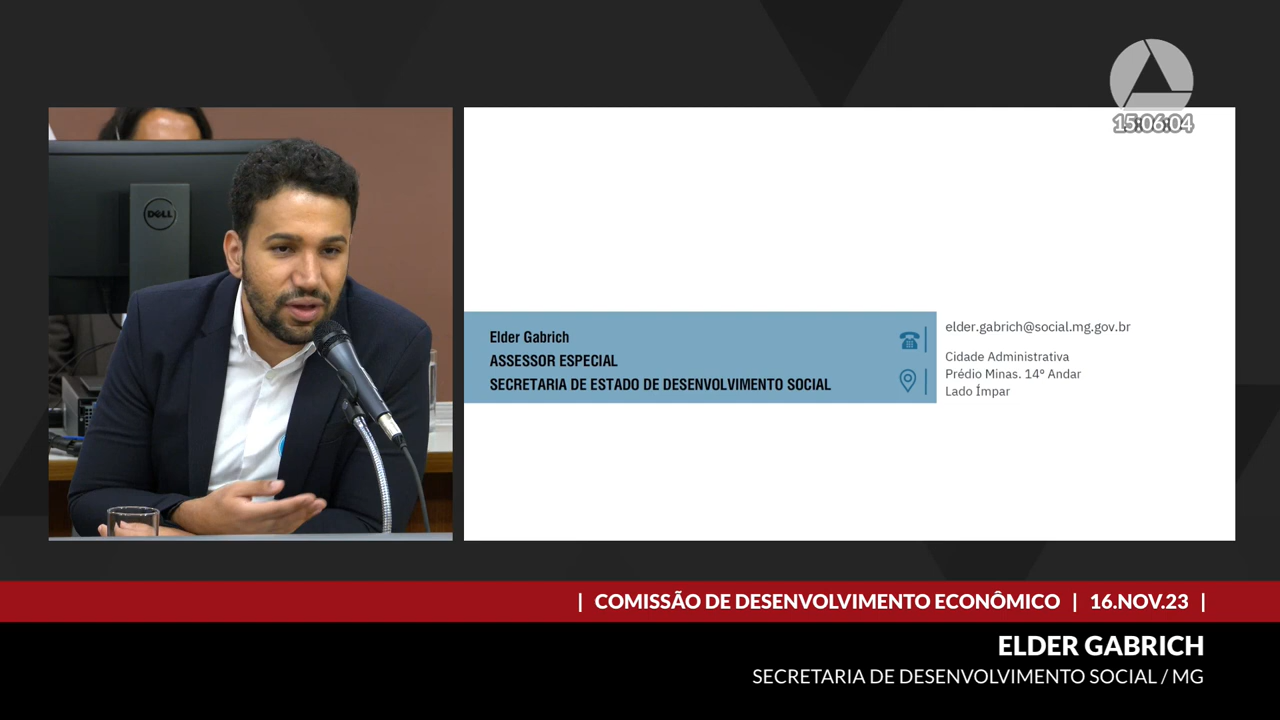 15:06:04
DELL
Elder Gabrich
ASSESSOR ESPECIAL
SECRETARIA DE ESTADO DE DESENVOLVIMENTO SOCIAL
elder.gabrich@social.mg.gov.br
Cidade Administrativa
Prédio Minas. 14º Andar
Lado Ímpar
| COMISSÃO DE DESENVOLVIMENTO ECONÔMICO | 16.NOV.23 |
ELDER GABRICH
SECRETARIA DE DESENVOLVIMENTO SOCIAL / MG